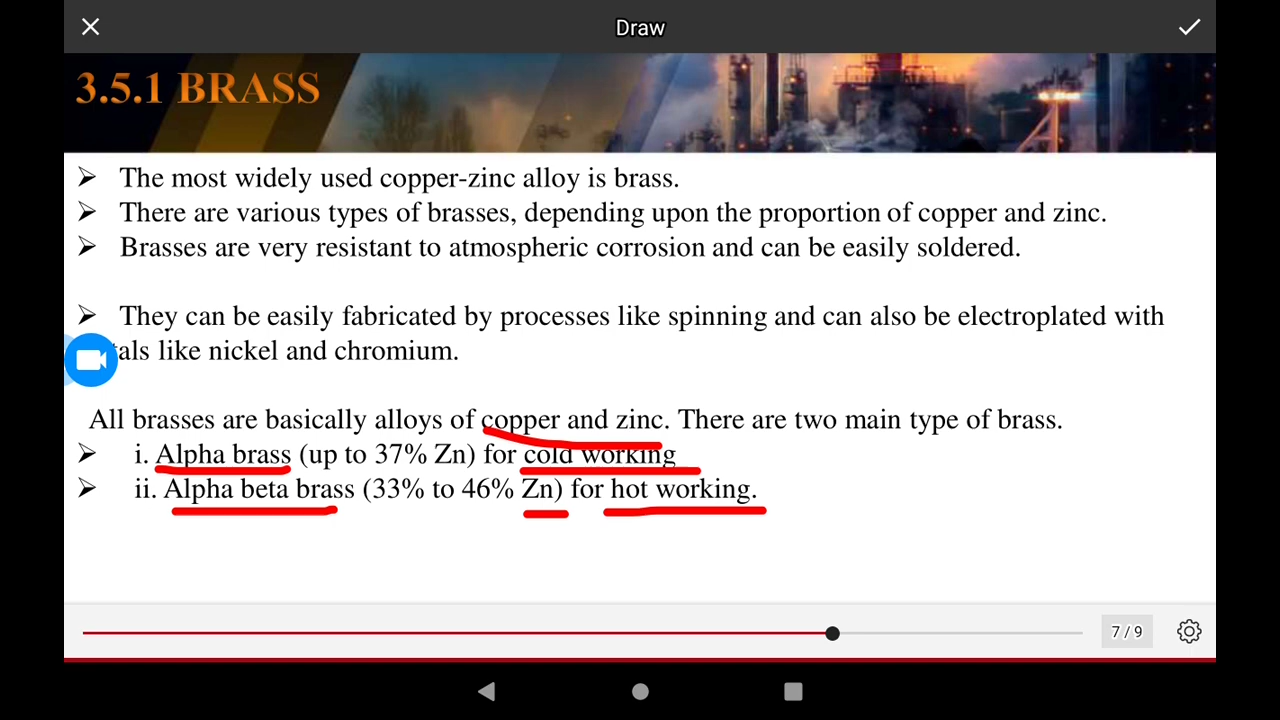 Draw
3.5.1 BRASS
➤ The most widely used copper-zinc alloy is brass.
➤ There are various types of brasses, depending upon the proportion of copper and zinc.
➤ Brasses are very resistant to atmospheric corrosion and can be easily soldered.
➤ They can be easily fabricated by processes like spinning and can also be electroplated with
tals like nickel and chromium.
All brasses are basically alloys of copper and zinc. There are two main type of brass.
➤ i. Alpha brass (up to 37% Zn) for cold working
➤ ii. Alpha beta brass (33% to 46% Zn) for hot working.
7 / 9